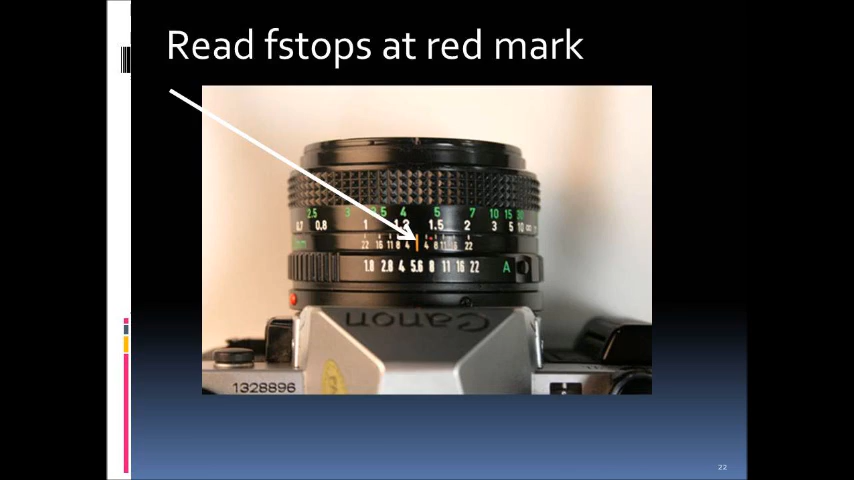 Read fstops at red mark
2.5 3 3.5 4 5 7 10 15 30
0.7 0.8 1 1.2 1.5 2 3 5 10 ∞
22 16 11 8 4 4 8 11 16 22
1.8 2.8 4 5.6 8 11 16 22 A
Canon
1328896
22